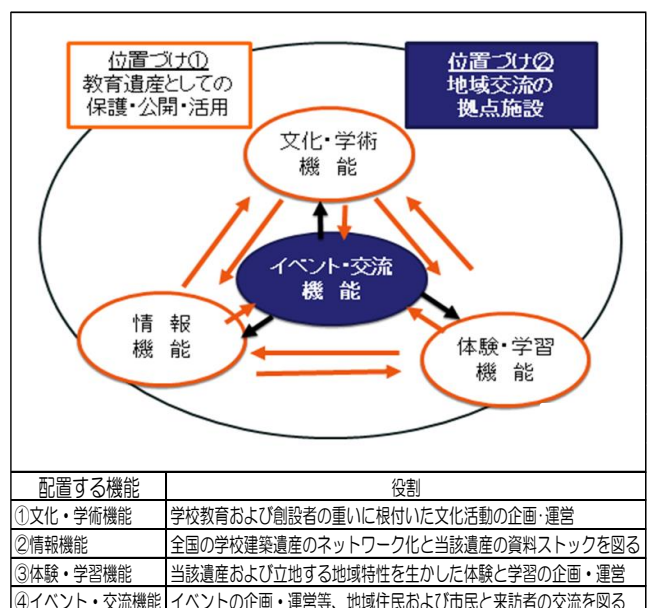 位置づけ①
教育遺産としての
保護・公開・活用
位置づけ②
地域交流の
拠点施設
文化・学術
機 能
イベント・交流
機 能
情 報
機 能
体験・学習
機 能
配置する機能 役割
①文化・学術機能 学校教育および創設者の重いに根付いた文化活動の企画・運営
②情報機能 全国の学校建築遺産のネットワーク化と当該遺産の資料ストックを図る
③体験・学習機能 当該遺産および立地する地域特性を生かした体験と学習の企画・運営
④イベント・交流機能 イベントの企画・運営等、地域住民および市民と来訪者の交流を図る